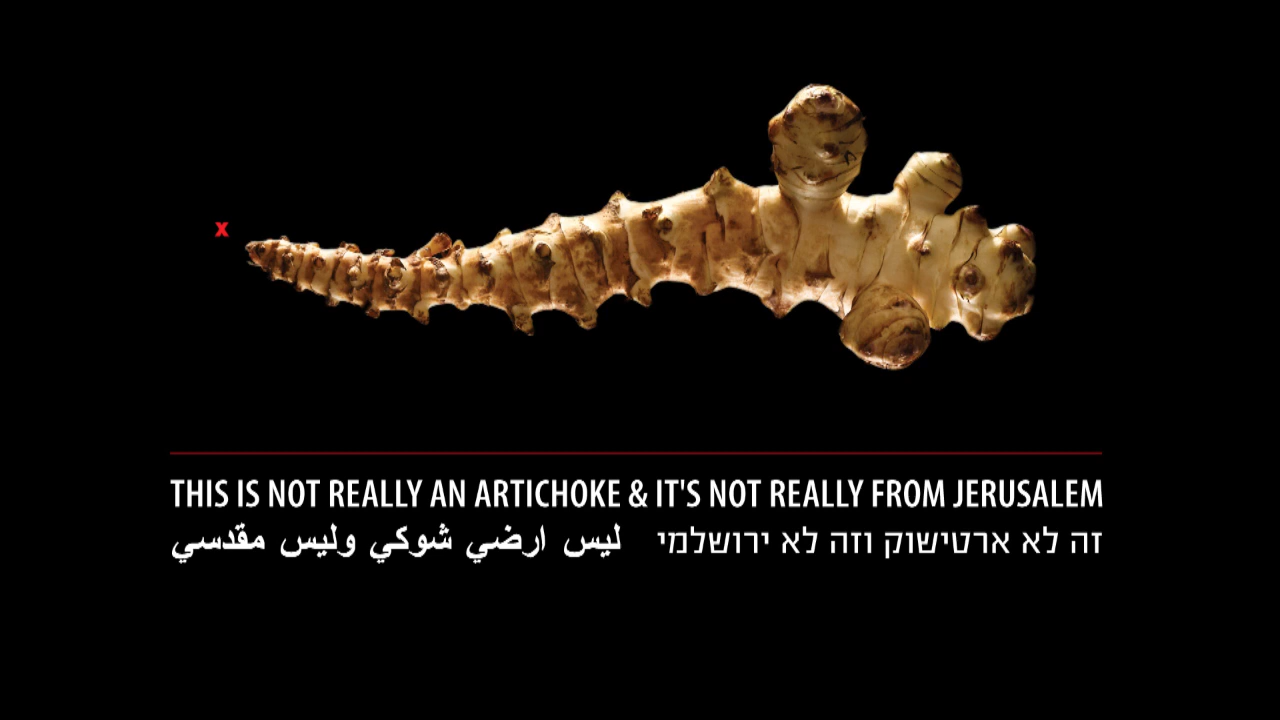 x
THIS IS NOT REALLY AN ARTICHOKE & IT'S NOT REALLY FROM JERUSALEM
ليس ارضي شوكي وليس مقدسي
זה לא ארטישוק וזה לא ירושלמי